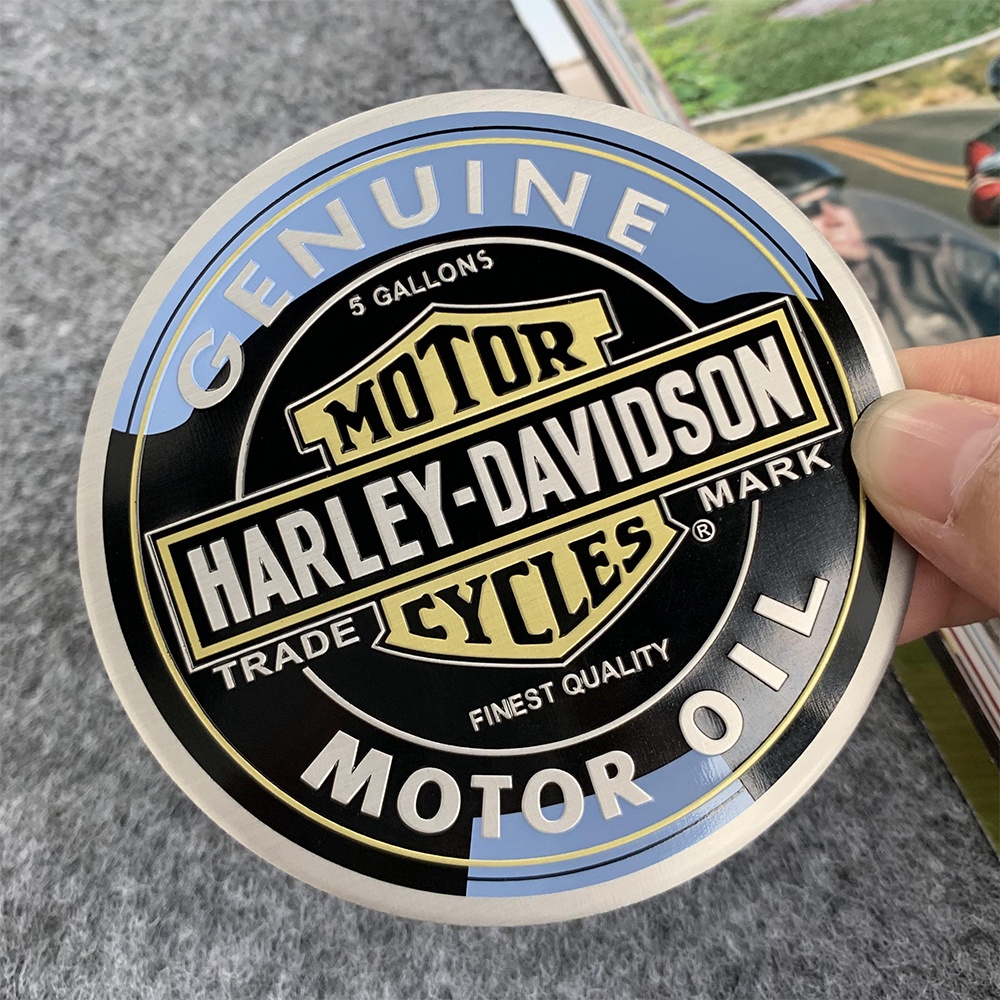 GENUINE
5 GALLONS
MOTOR
HARLEY-DAVIDSON
CYCLES
TRADE MARK
®
FINEST QUALITY
MOTOR OIL